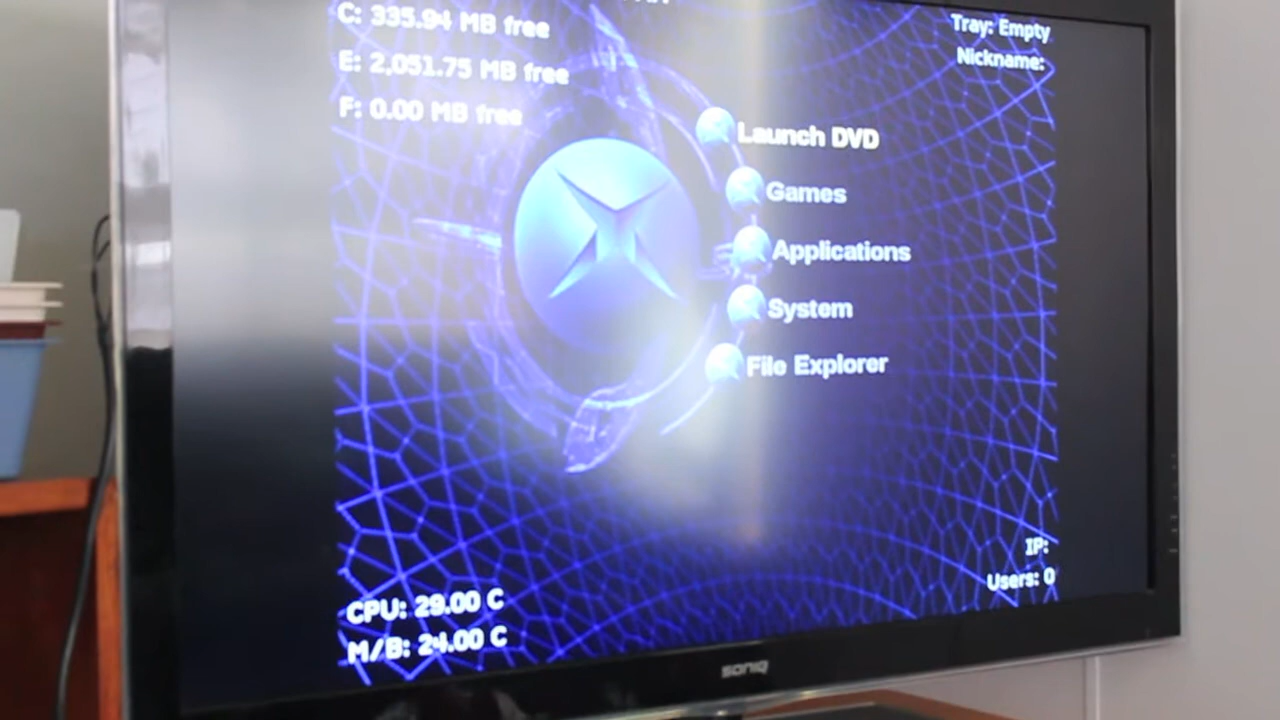 C: 335.94 MB free
E: 2,051.75 MB free
F: 0.00 MB free
Tray: Empty
Nickname:
Launch DVD
Games
Applications
System
File Explorer
IP:
Users: 0
CPU: 29.00 C
M/B: 24.00 C
SONIQ